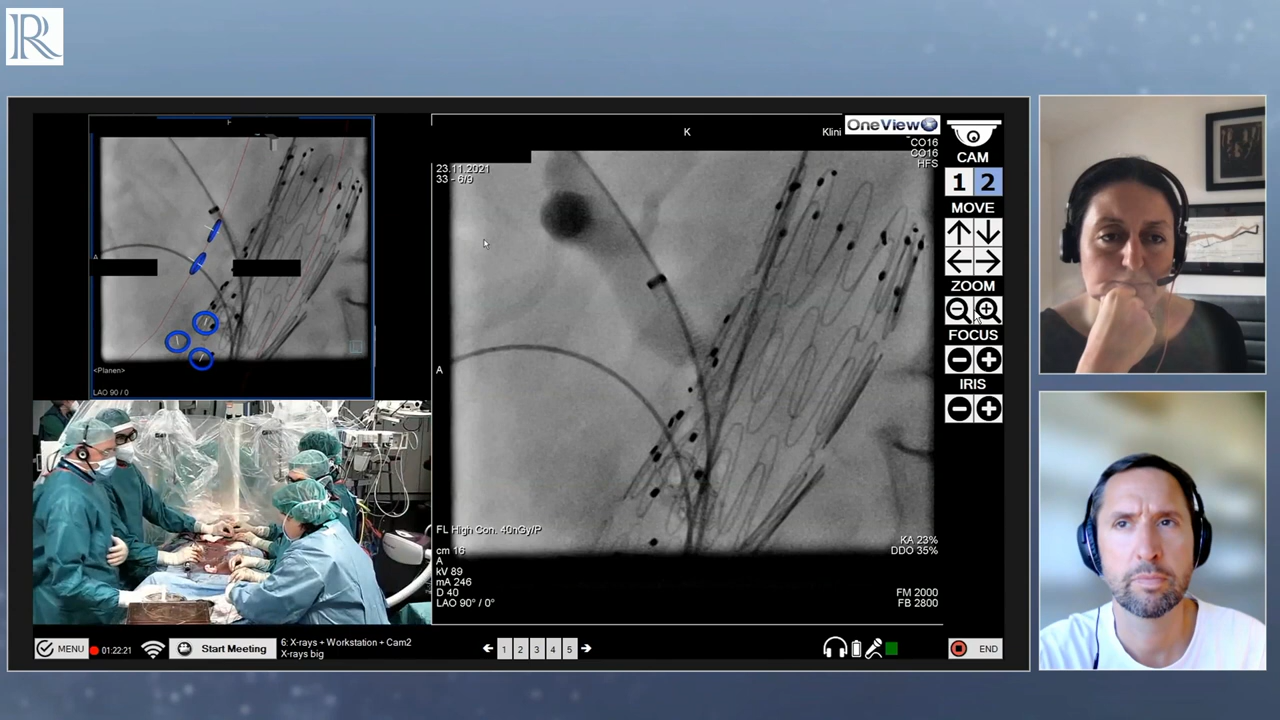 R
K
Klini
OneView
CO16
CO16
HFS
23.11.2021
33 - 6/9
CAM
1 2
MOVE
ZOOM
FOCUS
IRIS
A
A
<Planen>
LAO 90 / 0
R
FL High Con. 40nGy/P
cm 16
A
kV 89
mA 246
D 40
LAO 90° / 0°
KA 23%
DDO 35%
FM 2000
FB 2800
MENU
01:22:21
Start Meeting
6: X-rays + Workstation + Cam2
X-rays big
1 2 3 4 5
END